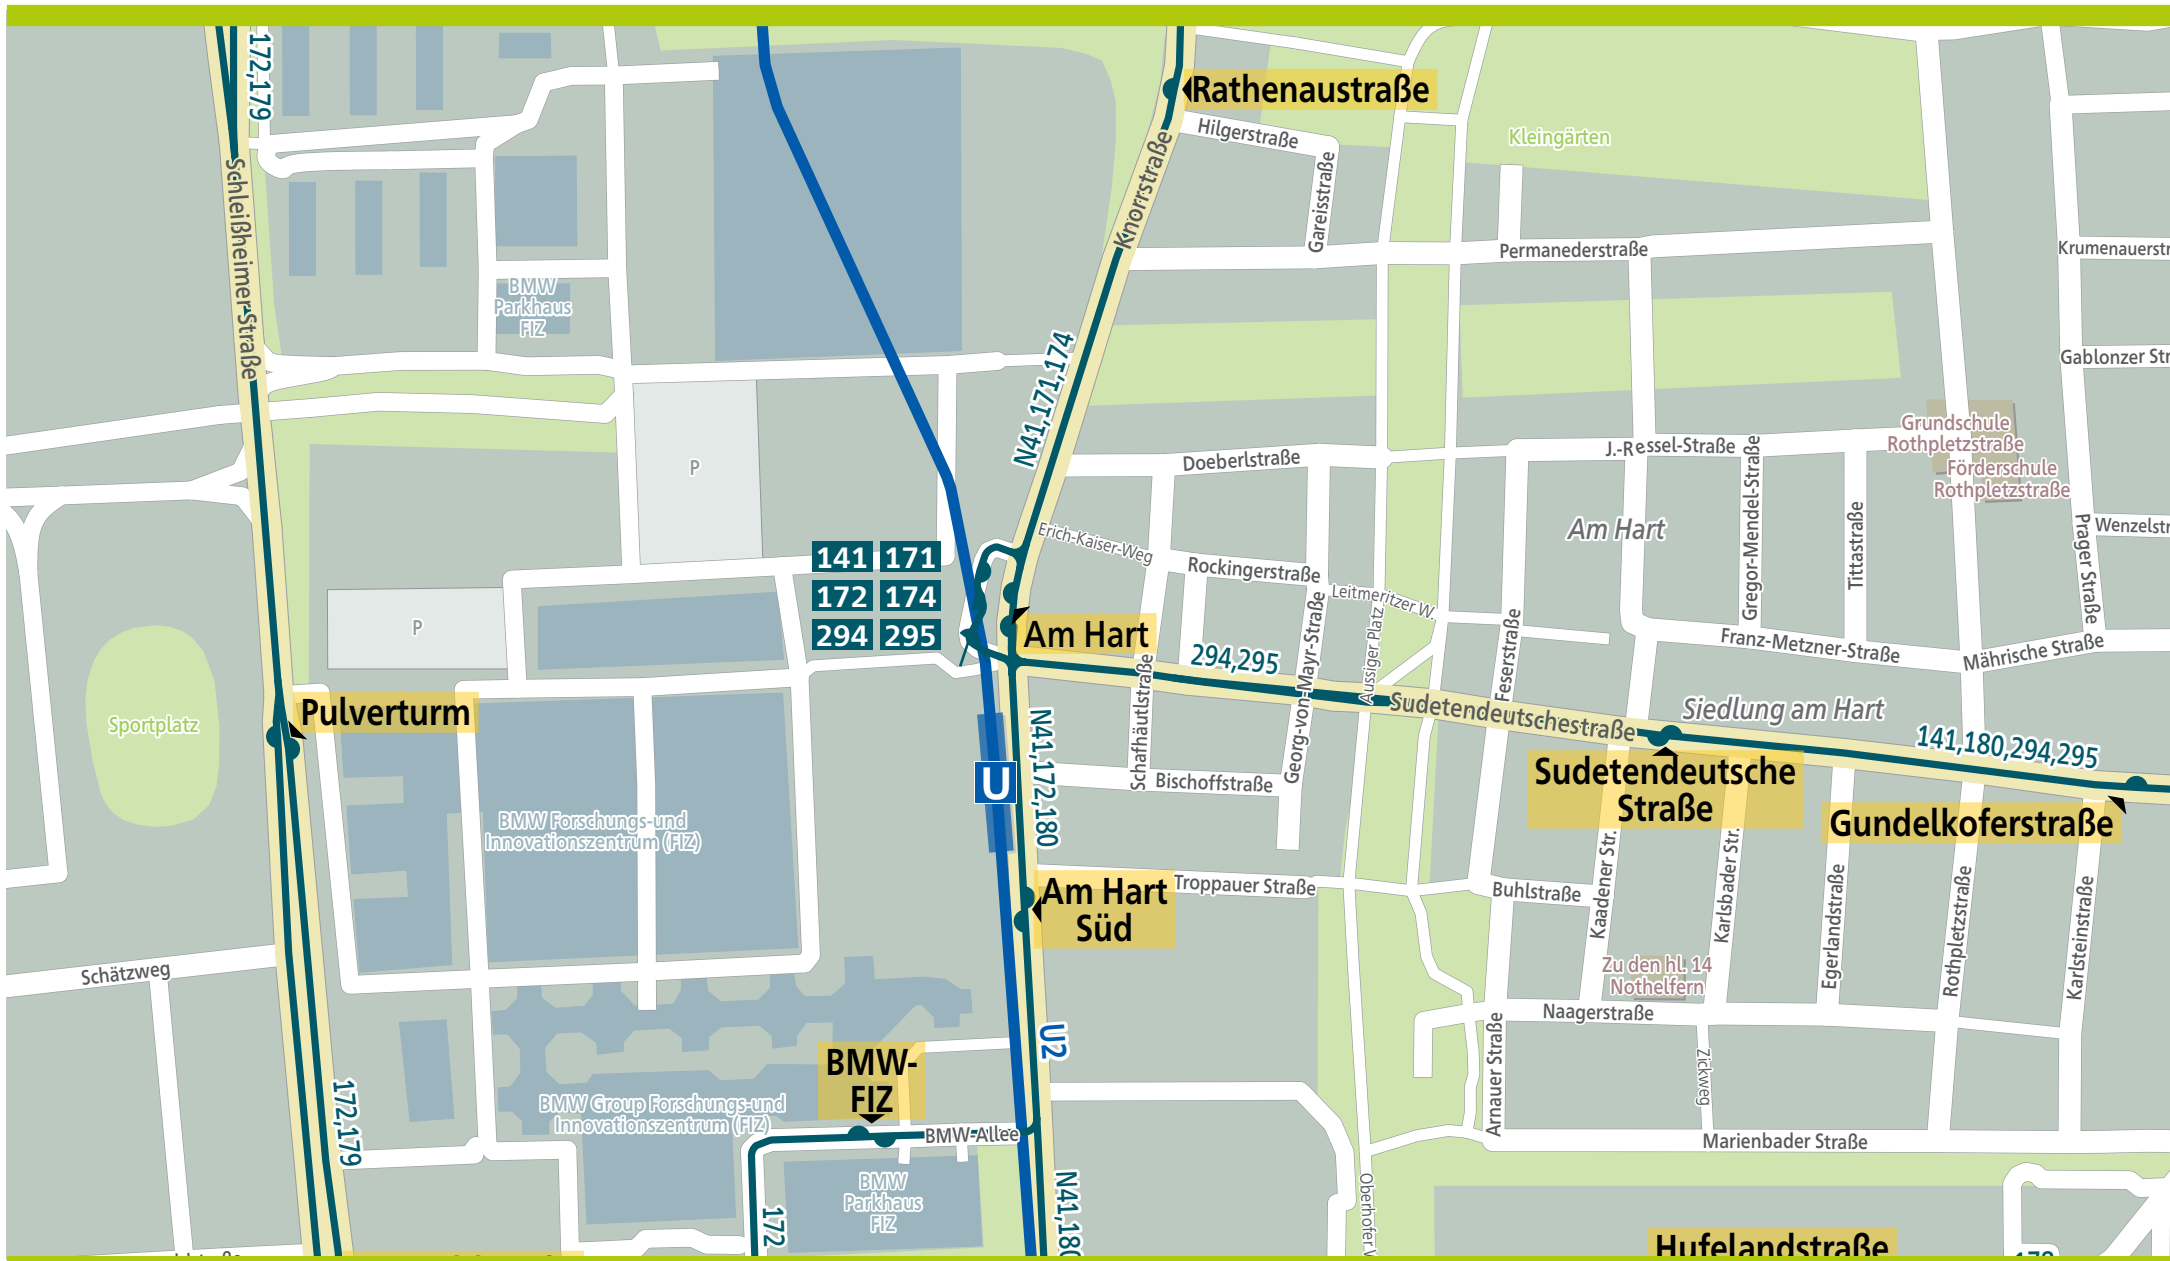 172,179
Rathenaustraße
Hilgerstraße
Kleingärten
Schleißheimer Straße
Knorrstraße
Gareisstraße
Permanederstraße
Krumenauerstr
BMW
Parkhaus
FIZ
Gablonzer Str
N41,171,174
Grundschule
Rothpletzstraße
Förderschule
Rothpletzstraße
J.-Ressel-Straße
Doeberlstraße
P
Gregor-Mendel-Straße
Tittastraße
Am Hart
Prager Straße
Wenzelstr
Erich-Kaiser-Weg
Rockingerstraße
Leitmeritzer W.
141 171
172 174
294 295
P
Am Hart
294,295
Georg-von-Mayr-Straße
Aussiger Platz
Feserstraße
Franz-Metzner-Straße
Mährische Straße
Schafhäutlstraße
Sudetendeutschestraße
Siedlung am Hart
141,180,294,295
Pulverturm
Sportplatz
N41,172,180
U
Bischoffstraße
Sudetendeutsche
Straße
Gundelkoferstraße
BMW Forschungs-und
Innovationszentrum (FIZ)
Am Hart
Süd
Troppauer Straße
Buhlstraße
Kaadener Str.
Karlsbader Str.
Egerlandstraße
Rothpletzstraße
Karlsteinstraße
Schätzweg
Zu den hl. 14
Nothelfern
Naagerstraße
U2
Arnauer Straße
Zickweg
BMW-
FIZ
BMW Group Forschungs-und
Innovationszentrum (FIZ)
172,179
BMW-Allee
Marienbader Straße
BMW
Parkhaus
FIZ
172
N41,180
Oberhofer
Hufelandstraße